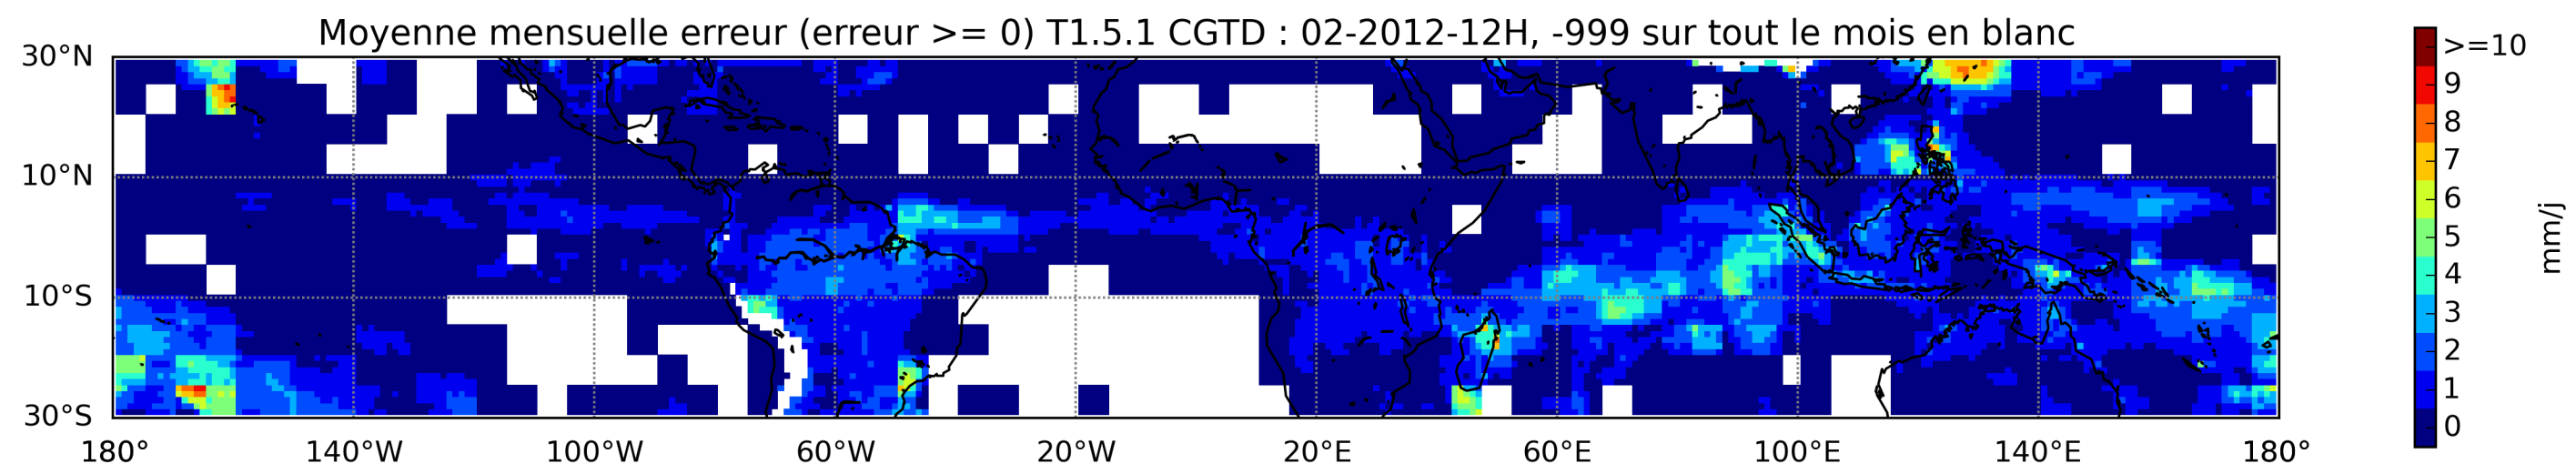 Moyenne mensuelle erreur (erreur >= 0) T1.5.1 CGTD : 02-2012-12H, -999 sur tout le mois en blanc
30°N
10°N
10°S
30°S
180° 140°W 100°W 60°W 20°W 20°E 60°E 100°E 140°E 180°
>=10
9
8
7
6
5
4
3
2
1
0
mm/j